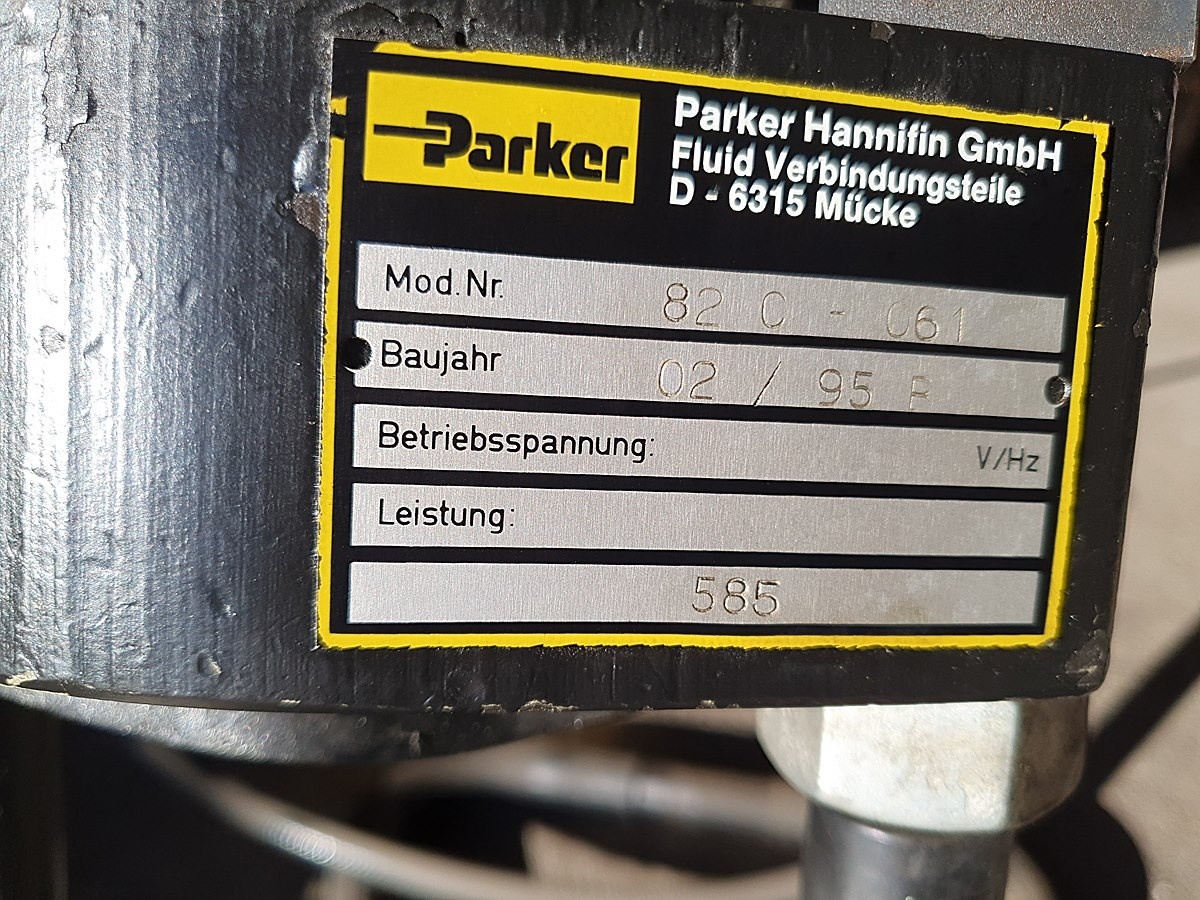 Parker
Parker Hannifin GmbH
Fluid Verbindungsteile
D - 6315 Mücke
Mod.Nr. 82 C - 061
Baujahr 02 / 95 P
Betriebsspannung: V/Hz
Leistung:
585